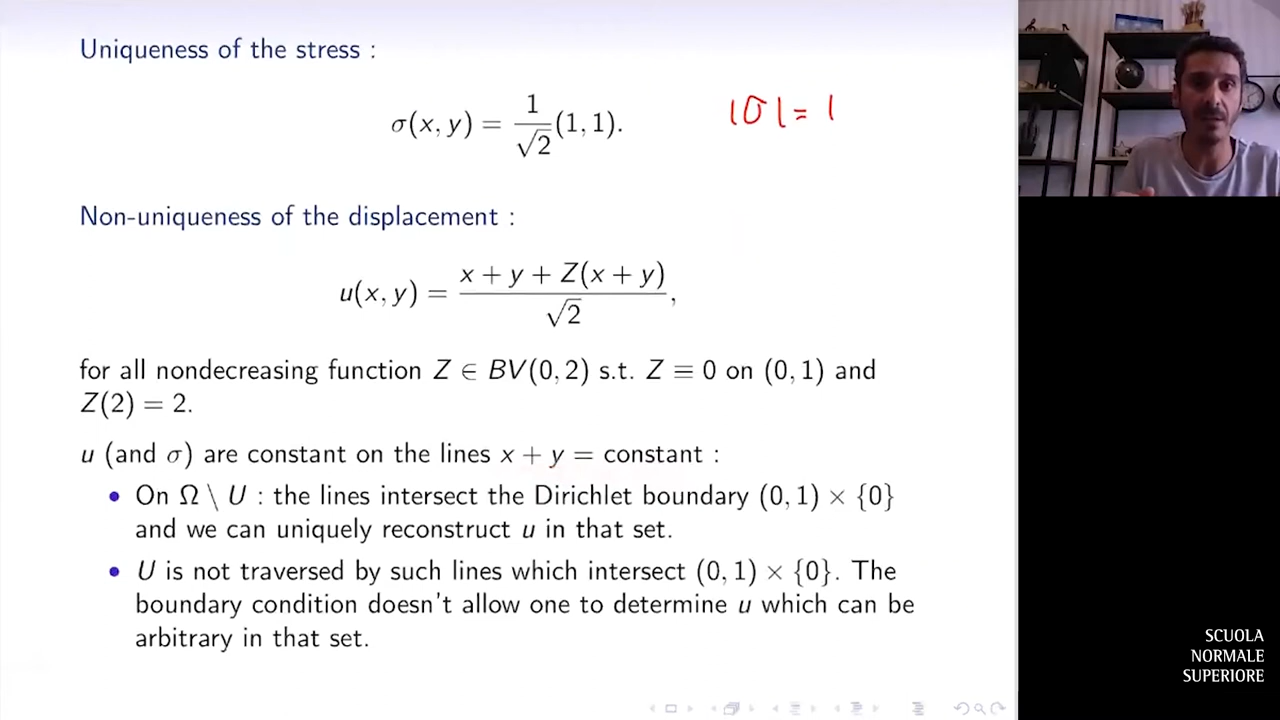 Uniqueness of the stress :
σ(x, y) = 1/√2 (1, 1).
|σ| = 1
Non-uniqueness of the displacement :
u(x, y) = x + y + Z(x + y) / √2,
for all nondecreasing function Z ∈ BV(0, 2) s.t. Z ≡ 0 on (0, 1) and
Z(2) = 2.
u (and σ) are constant on the lines x + y = constant :
• On Ω \ U : the lines intersect the Dirichlet boundary (0, 1) × {0}
and we can uniquely reconstruct u in that set.
• U is not traversed by such lines which intersect (0, 1) × {0}. The
boundary condition doesn't allow one to determine u which can be
arbitrary in that set.
SCUOLA
NORMALE
SUPERIORE